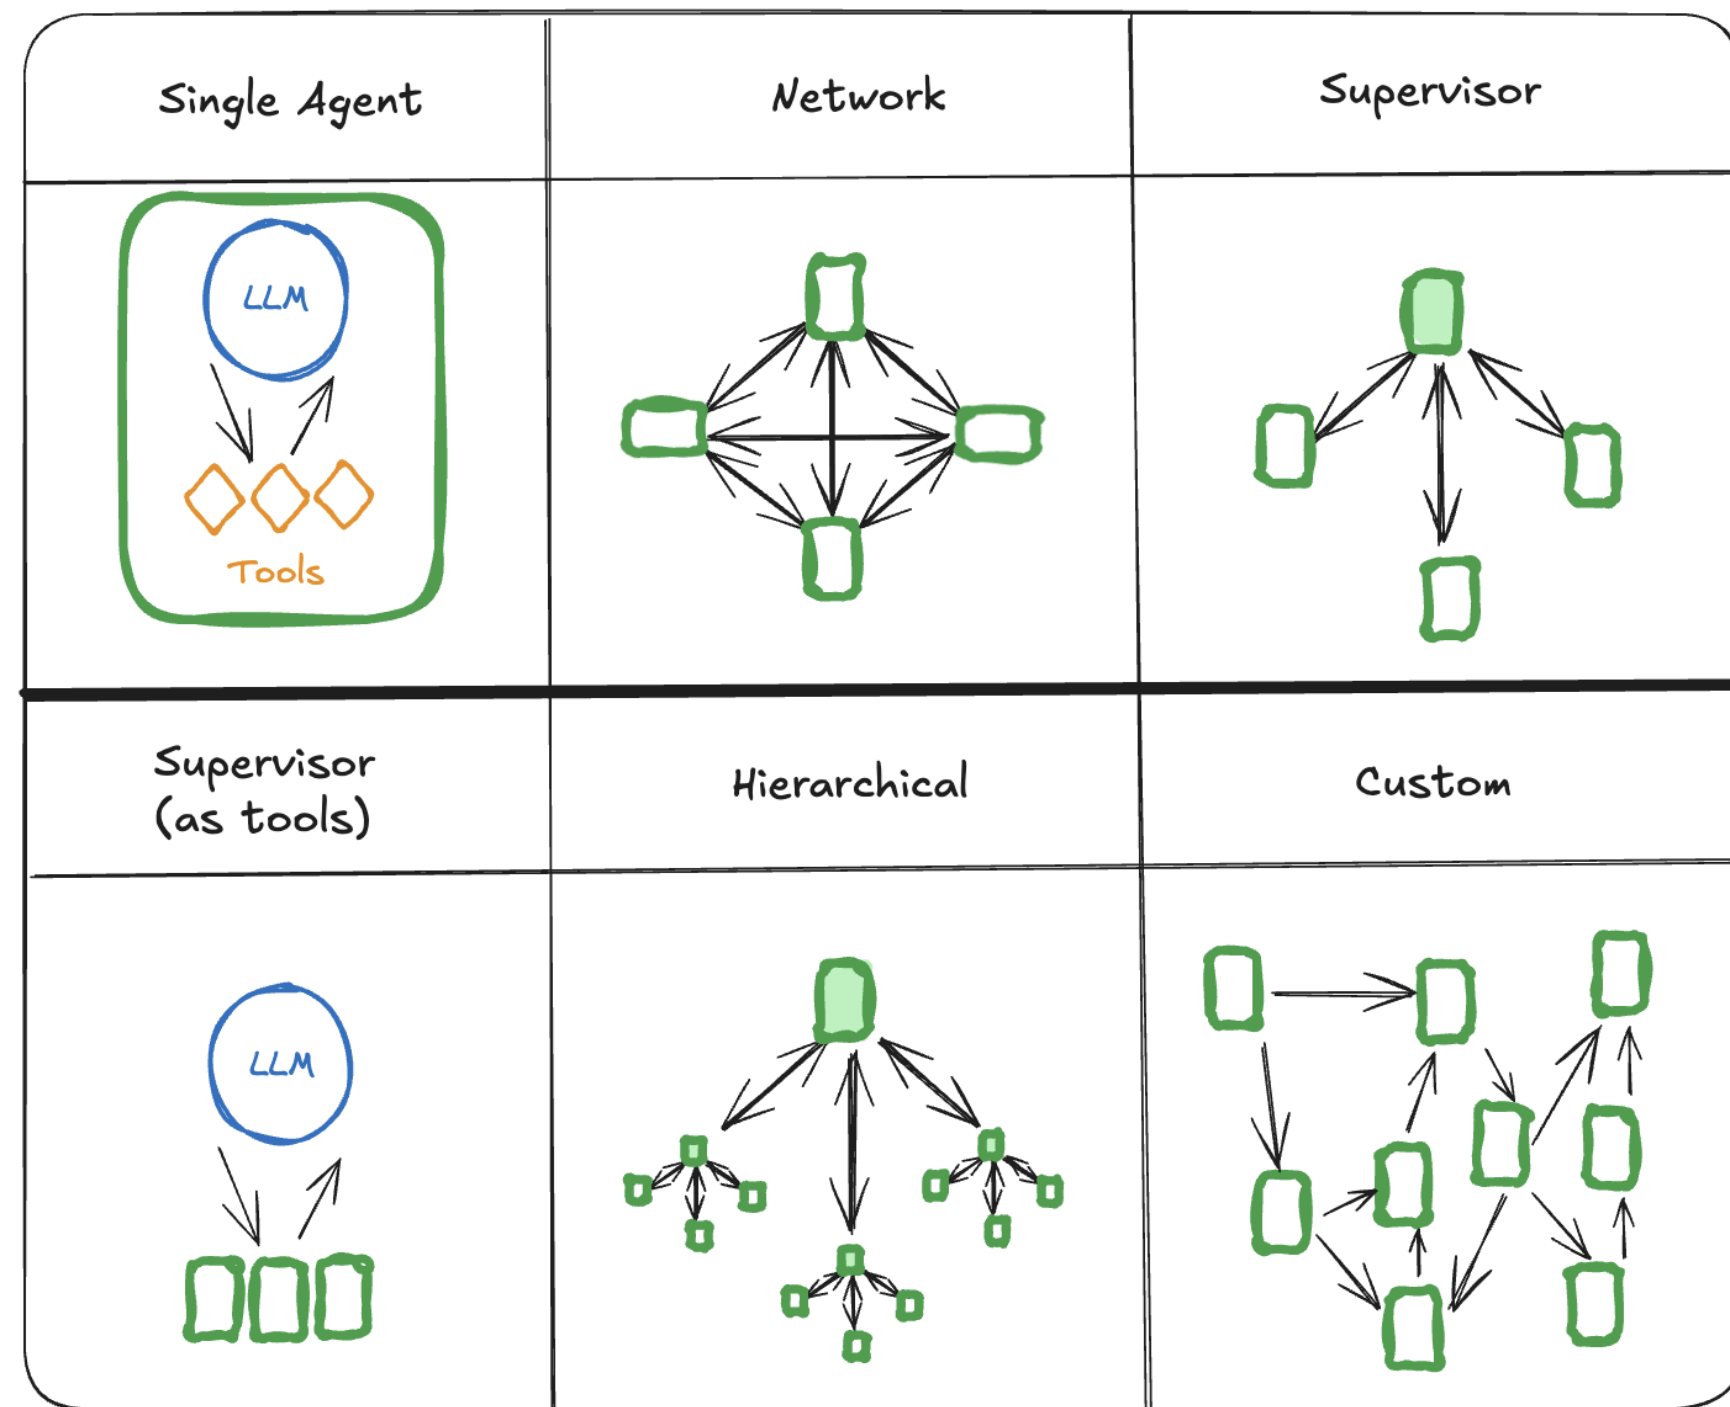 Single Agent
Network
Supervisor
LLM
Tools
Supervisor
(as tools)
Hierarchical
Custom
LLM